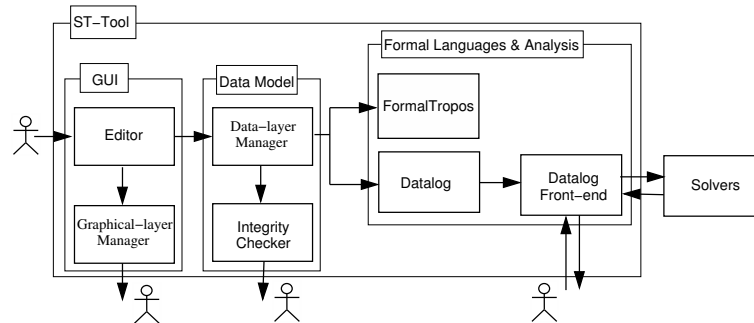 ST-Tool
Formal Languages & Analysis
GUI
Data Model
Editor
Data-layer
Manager
FormalTropos
Datalog
Datalog
Front-end
Solvers
Graphical-layer
Manager
Integrity
Checker